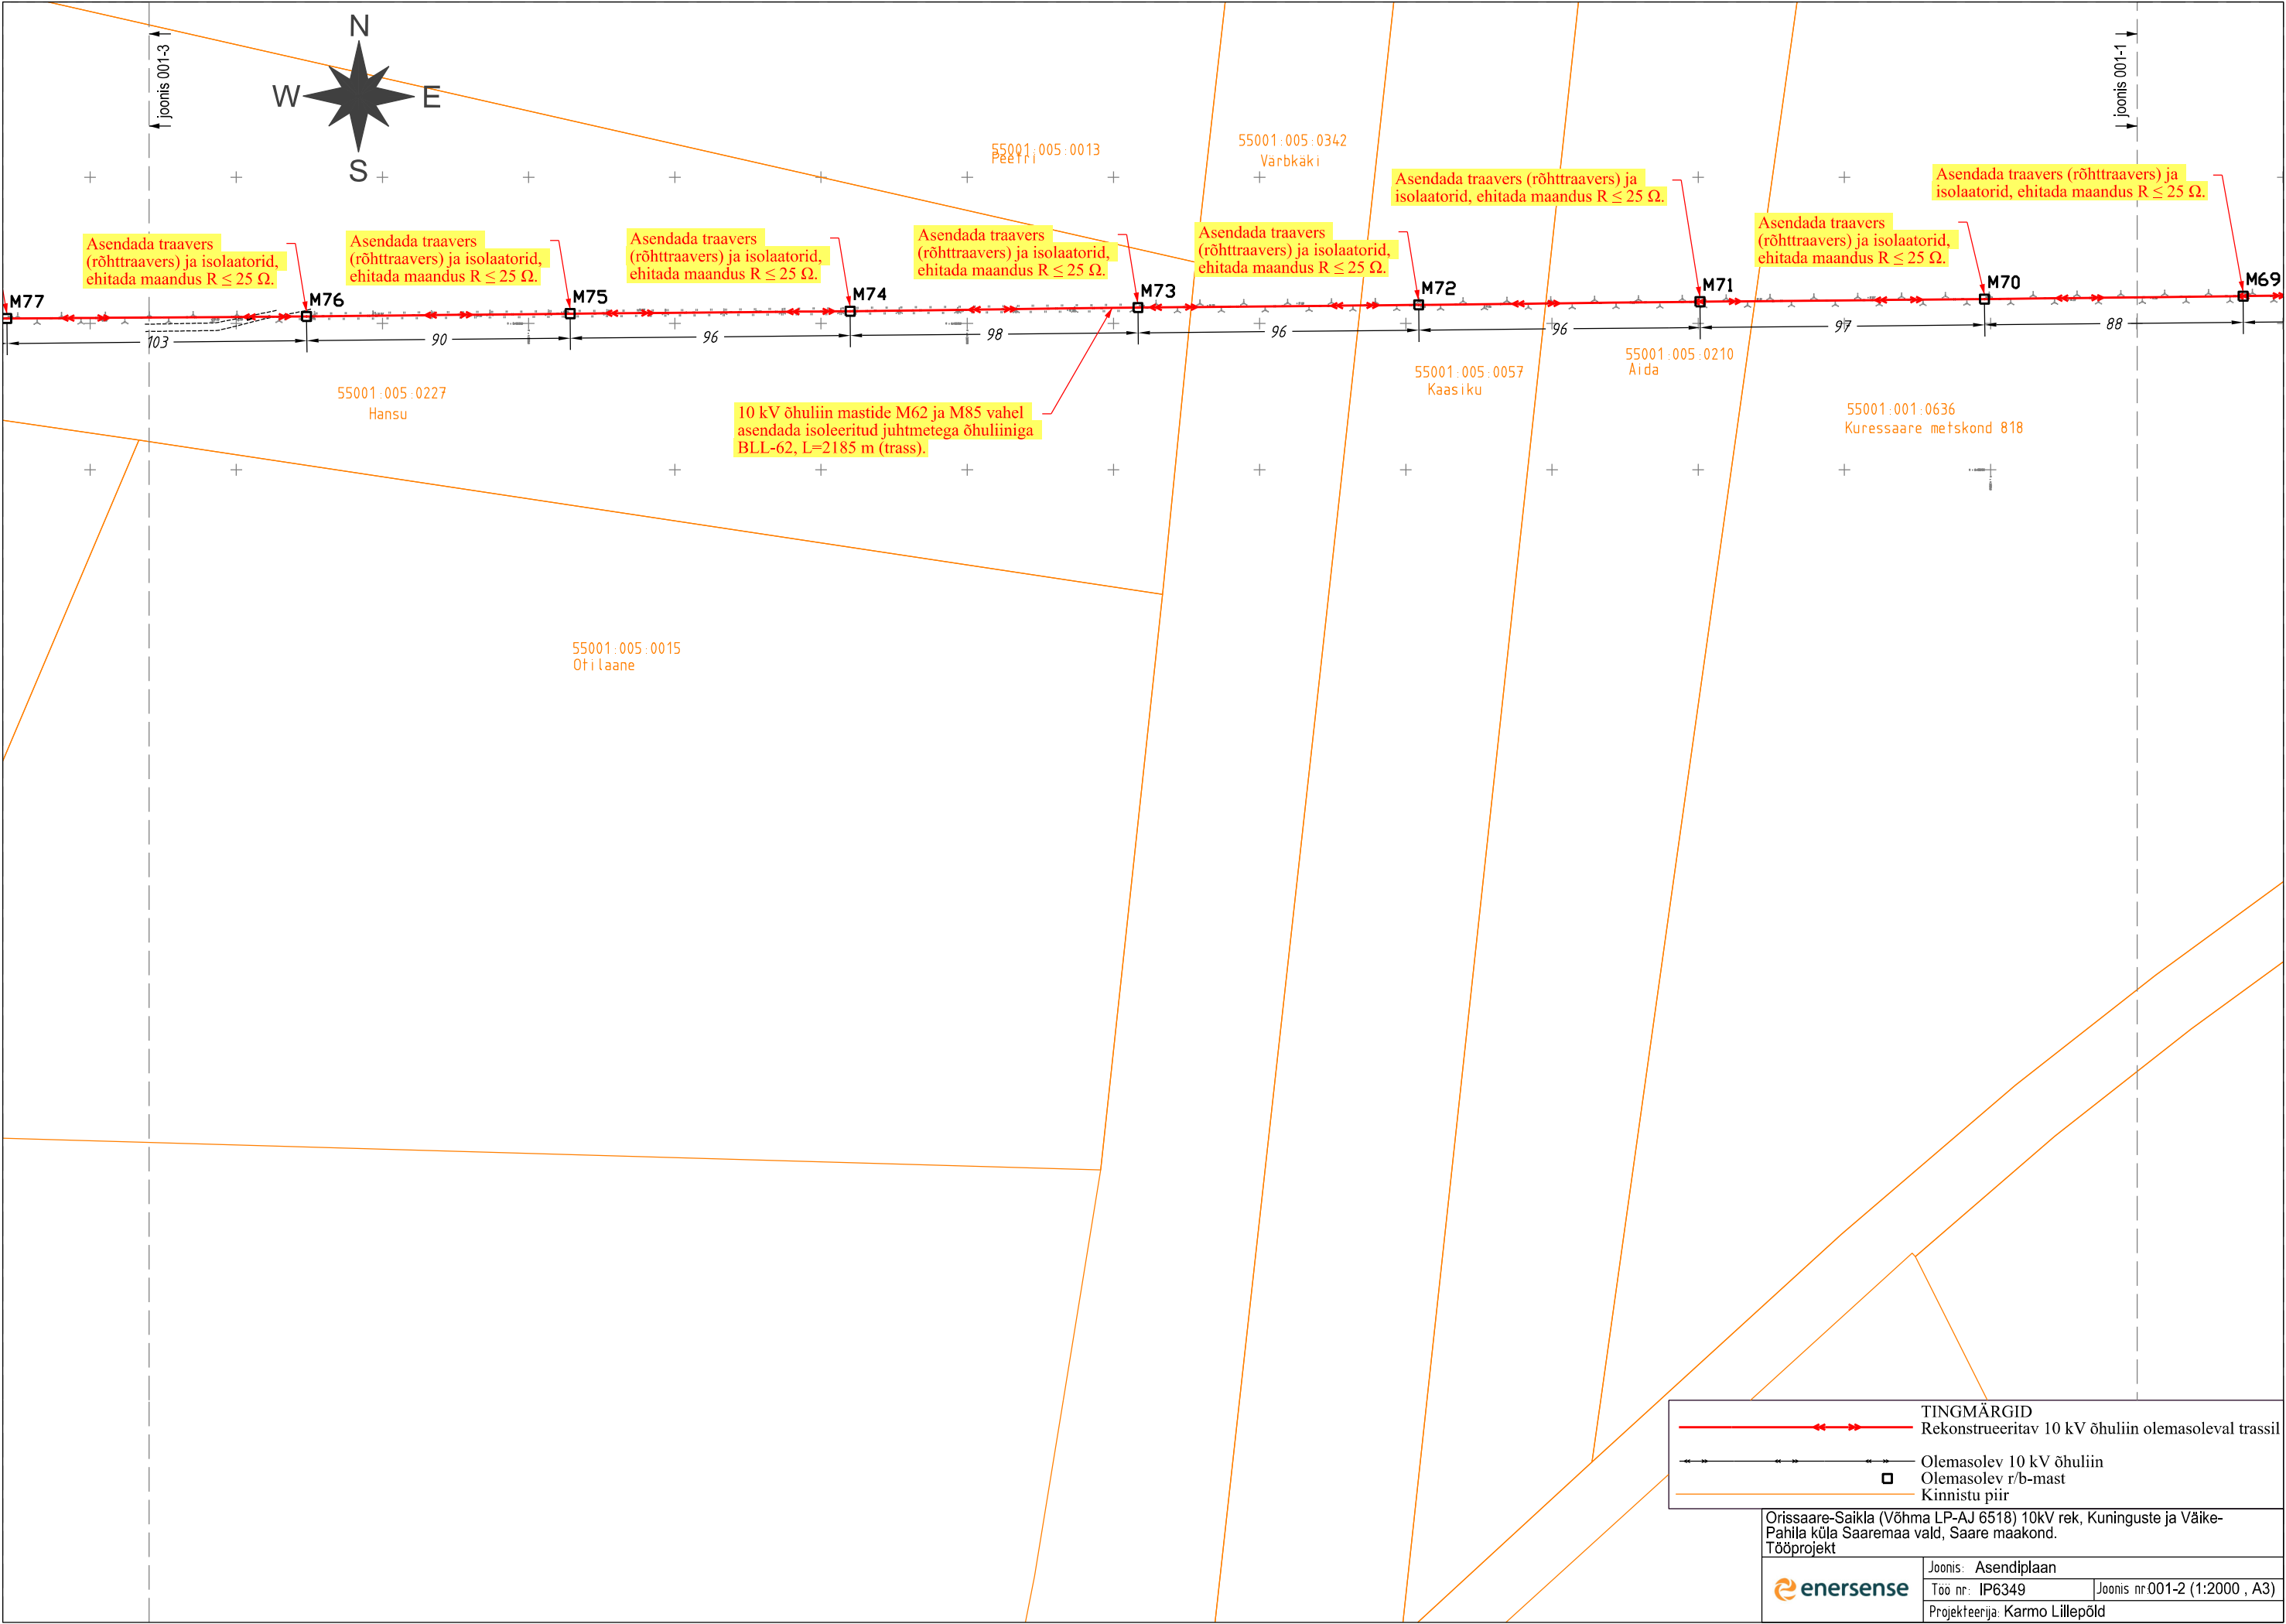 N
W E
S
joonis 001-3
joonis 001-1
55001:005:0013
Peetri
55001:005:0342
Varbkäki
Asendada traavers
(rõhttraavers) ja isolaatorid,
ehitada maandus R ≤ 25 Ω.
Asendada traavers
(rõhttraavers) ja isolaatorid,
ehitada maandus R ≤ 25 Ω.
Asendada traavers
(rõhttraavers) ja isolaatorid,
ehitada maandus R ≤ 25 Ω.
Asendada traavers
(rõhttraavers) ja isolaatorid,
ehitada maandus R ≤ 25 Ω.
Asendada traavers
(rõhttraavers) ja isolaatorid,
ehitada maandus R ≤ 25 Ω.
Asendada traavers (rõhttraavers) ja
isolaatorid, ehitada maandus R ≤ 25 Ω.
Asendada traavers
(rõhttraavers) ja isolaatorid,
ehitada maandus R ≤ 25 Ω.
Asendada traavers (rõhttraavers) ja
isolaatorid, ehitada maandus R ≤ 25 Ω.
M77 M76 M75 M74 M73 M72 M71 M70 M69
103 90 96 98 96 96 97 88
55001:005:0227
Hansu
10 kV õhuliin mastide M62 ja M85 vahel
asendada isoleeritud juhtmetega õhuliiniga
BLL-62, L=2185 m (trass).
55001:005:0057
Kaasiku
55001:005:0210
Aida
55001:001:0636
Kuressaare metskond 818
55001:005:0015
Otilaane
TINGMÄRGID
Rekonstrueeritav 10 kV õhuliin olemasoleval trassil
Olemasolev 10 kV õhuliin
Olemasolev r/b-mast
Kinnistu piir
Orissaare-Saikla (Võhma LP-AJ 6518) 10kV rek, Kuninguste ja Väike-
Pahila küla Saaremaa vald, Saare maakond.
Tööprojekt
enersense
Joonis: Asendiplaan
Töö nr: IP6349
Joonis nr 001-2 (1:2000 , A3)
Projekteerija: Karmo Lillepõld